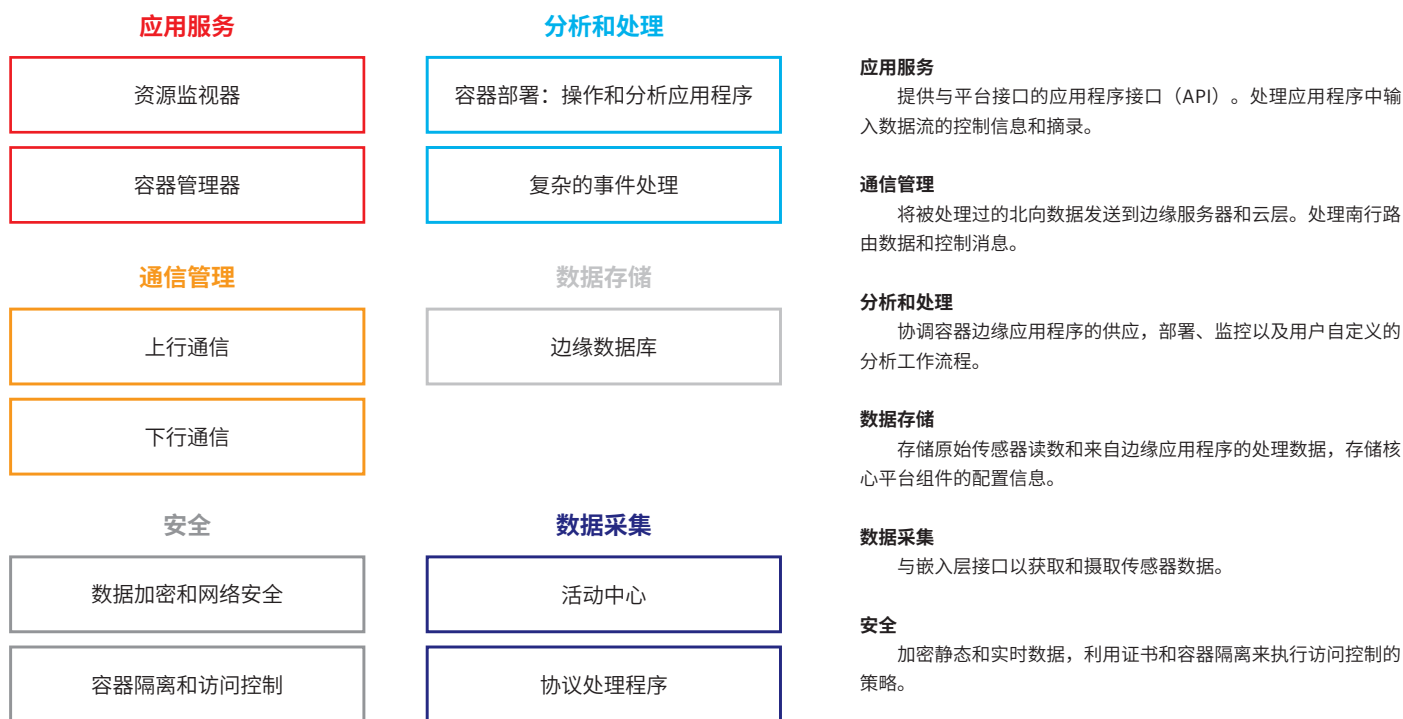 应用服务
资源监视器
容器管理器
分析和处理
容器部署：操作和分析应用程序
复杂的事件处理
通信管理
上行通信
下行通信
数据存储
边缘数据库
安全
数据加密和网络安全
容器隔离和访问控制
数据采集
活动中心
协议处理程序
应用服务
提供与平台接口的应用程序接口（API）。处理应用程序中输
入数据流的控制信息和摘录。
通信管理
将被处理过的北向数据发送到边缘服务器和云层。处理南行路
由数据和控制消息。
分析和处理
协调容器边缘应用程序的供应，部署、监控以及用户自定义的
分析工作流程。
数据存储
存储原始传感器读数和来自边缘应用程序的处理数据，存储核
心平台组件的配置信息。
数据采集
与嵌入层接口以获取和摄取传感器数据。
安全
加密静态和实时数据，利用证书和容器隔离来执行访问控制的
策略。